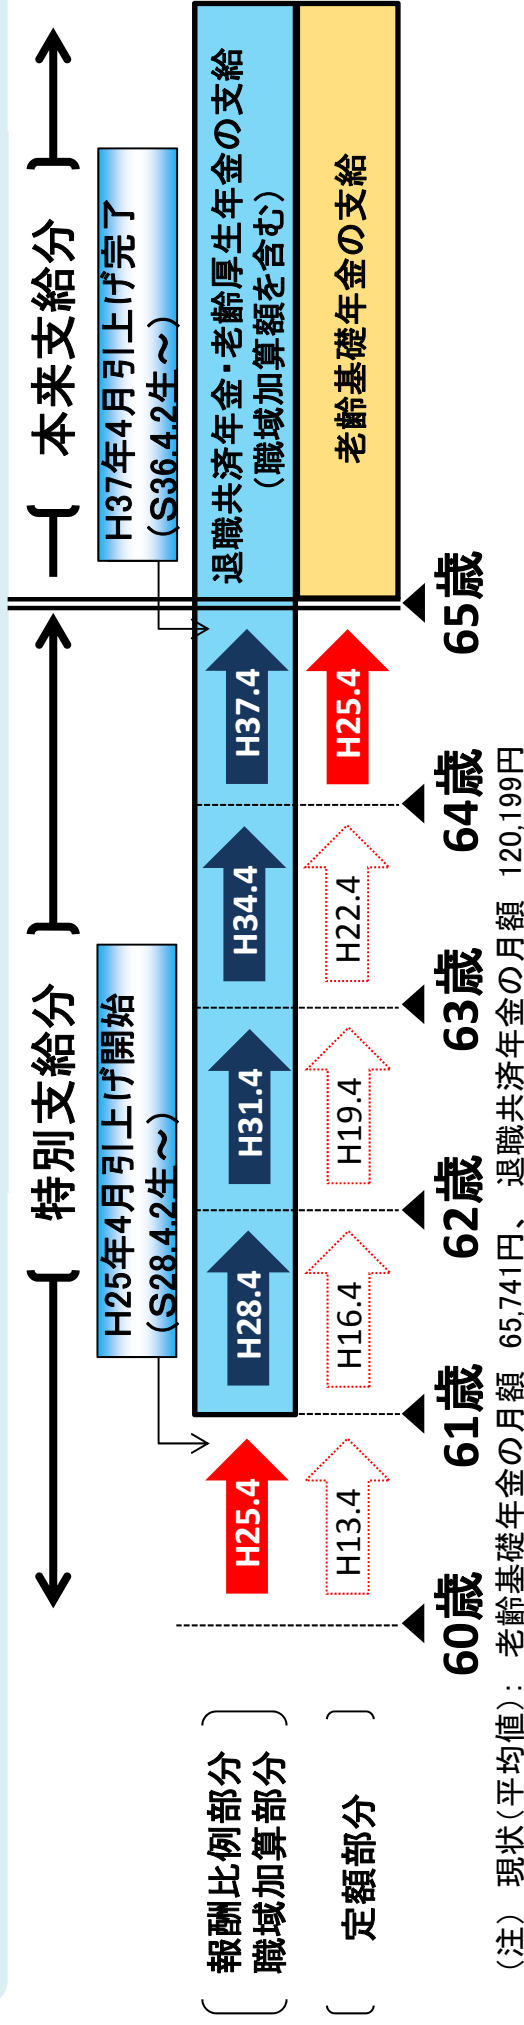 特別支給分
本来支給分
H25年4月引上げ開始
(S28.4.2生～)
H37年4月引上げ完了
(S36.4.2生～)
報酬比例部分
職域加算部分
H25.4
H28.4
H31.4
H34.4
H37.4
退職共済年金・老齢厚生年金の支給
(職域加算額を含む)
定額部分
H13.4
H16.4
H19.4
H22.4
H25.4
老齢基礎年金の支給
60歳
61歳
62歳
63歳
64歳
65歳
(注) 現状(平均値): 老齢基礎年金の月額 65,741円、 退職共済年金の月額 120,199円